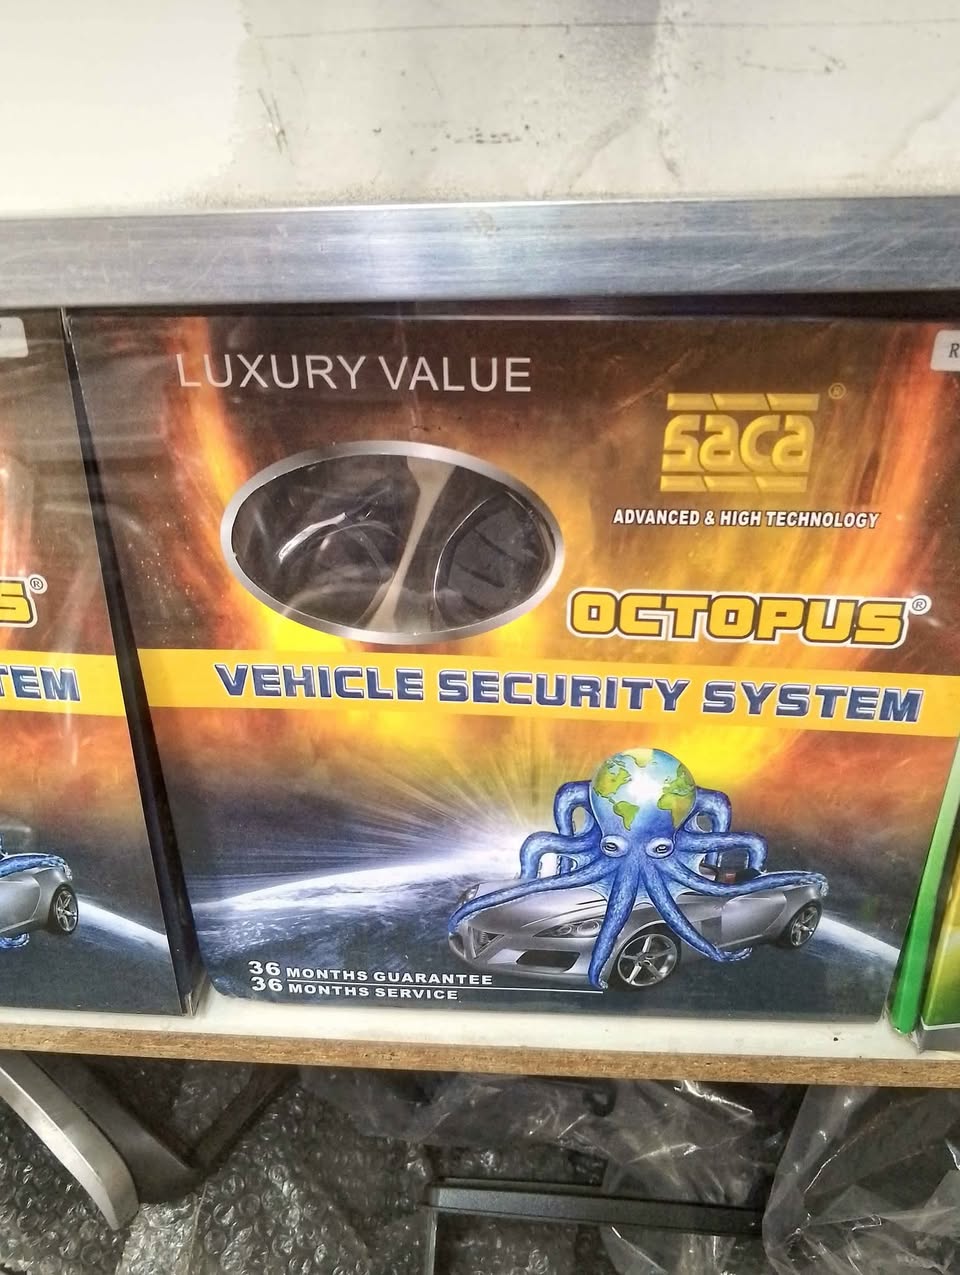 LUXURY VALUE
saca®
ADVANCED & HIGH TECHNOLOGY
OCTOPUS®
VEHICLE SECURITY SYSTEM
36 MONTHS GUARANTEE
36 MONTHS SERVICE
S®
TEM
R